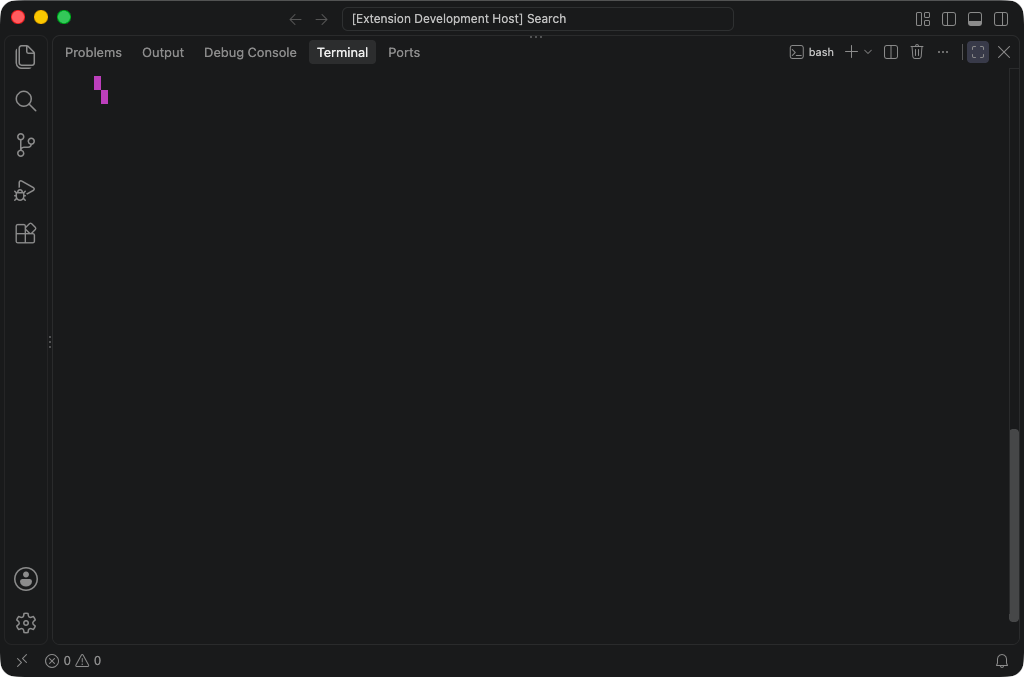 [Extension Development Host] Search
Problems Output Debug Console Terminal Ports bash
0 0